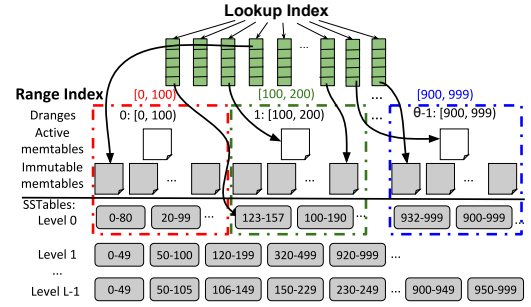 Lookup Index
...
Range Index [0, 100) [100, 200) ... [900, 999)
Dranges 0: [0, 100) 1: [100, 200) ... θ-1: [900, 999)
Active
memtables
Immutable
memtables ... ... ...
SSTables:
Level 0 0-80 20-99 ... 123-157 100-190 ... 932-999 900-999 ...
Level 1 0-49 50-100 120-199 320-499 920-999 ...
...
Level L-1 0-49 50-105 106-149 150-229 230-249 ... 900-949 950-999